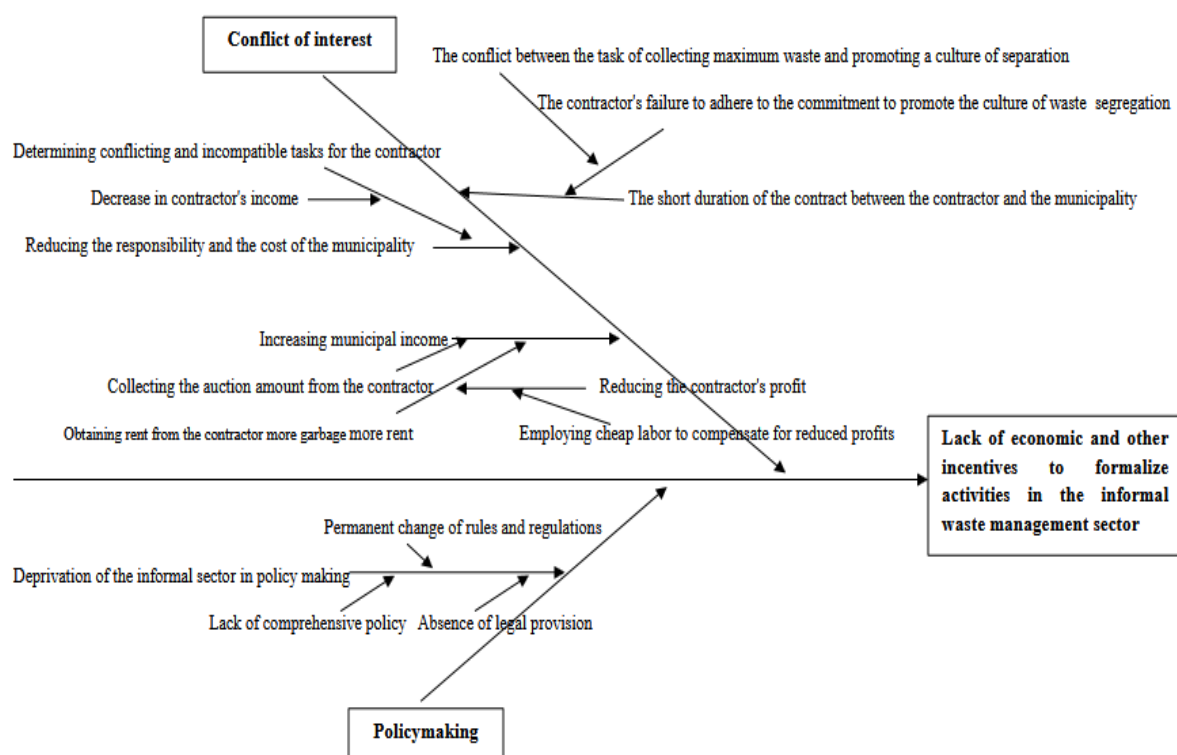 Conflict of interest
The conflict between the task of collecting maximum waste and promoting a culture of separation
The contractor's failure to adhere to the commitment to promote the culture of waste segregation
Determining conflicting and incompatible tasks for the contractor
Decrease in contractor's income
The short duration of the contract between the contractor and the municipality
Reducing the responsibility and the cost of the municipality
Increasing municipal income
Collecting the auction amount from the contractor
Reducing the contractor's profit
Obtaining rent from the contractor more garbage more rent
Employing cheap labor to compensate for reduced profits
Lack of economic and other
incentives to formalize
activities in the informal
waste management sector
Permanent change of rules and regulations
Deprivation of the informal sector in policy making
Lack of comprehensive policy
Absence of legal provision
Policymaking